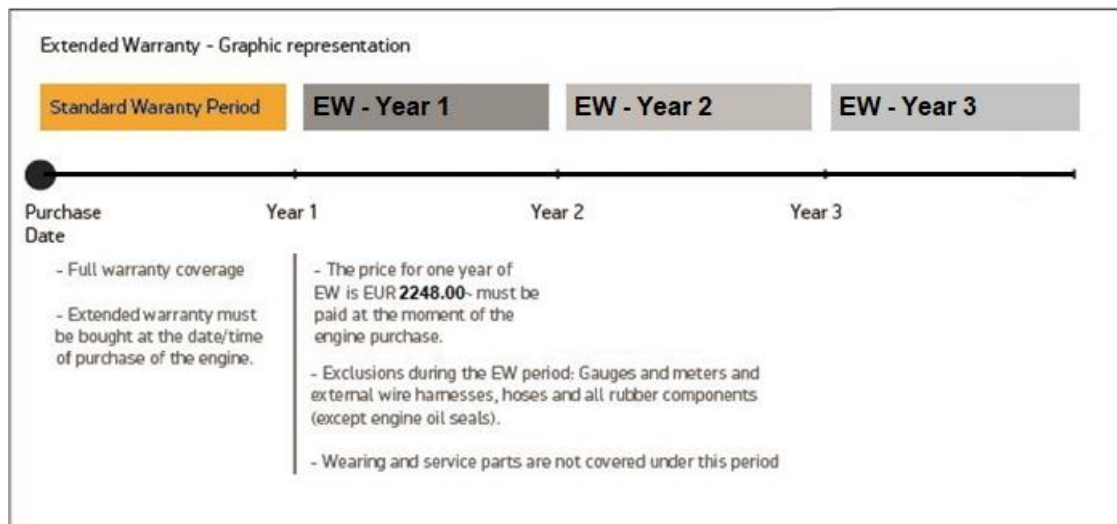 Extended Warranty - Graphic representation
Standard Waranty Period
EW - Year 1
EW - Year 2
EW - Year 3
Purchase
Date
Year 1
Year 2
Year 3
- Full warranty coverage
- Extended warranty must
be bought at the date/time
of purchase of the engine.
- The price for one year of
EW is EUR 2248.00- must be
paid at the moment of the
engine purchase.
- Exclusions during the EW period: Gauges and meters and
external wire harnesses, hoses and all rubber components
(except engine oil seals).
- Wearing and service parts are not covered under this period